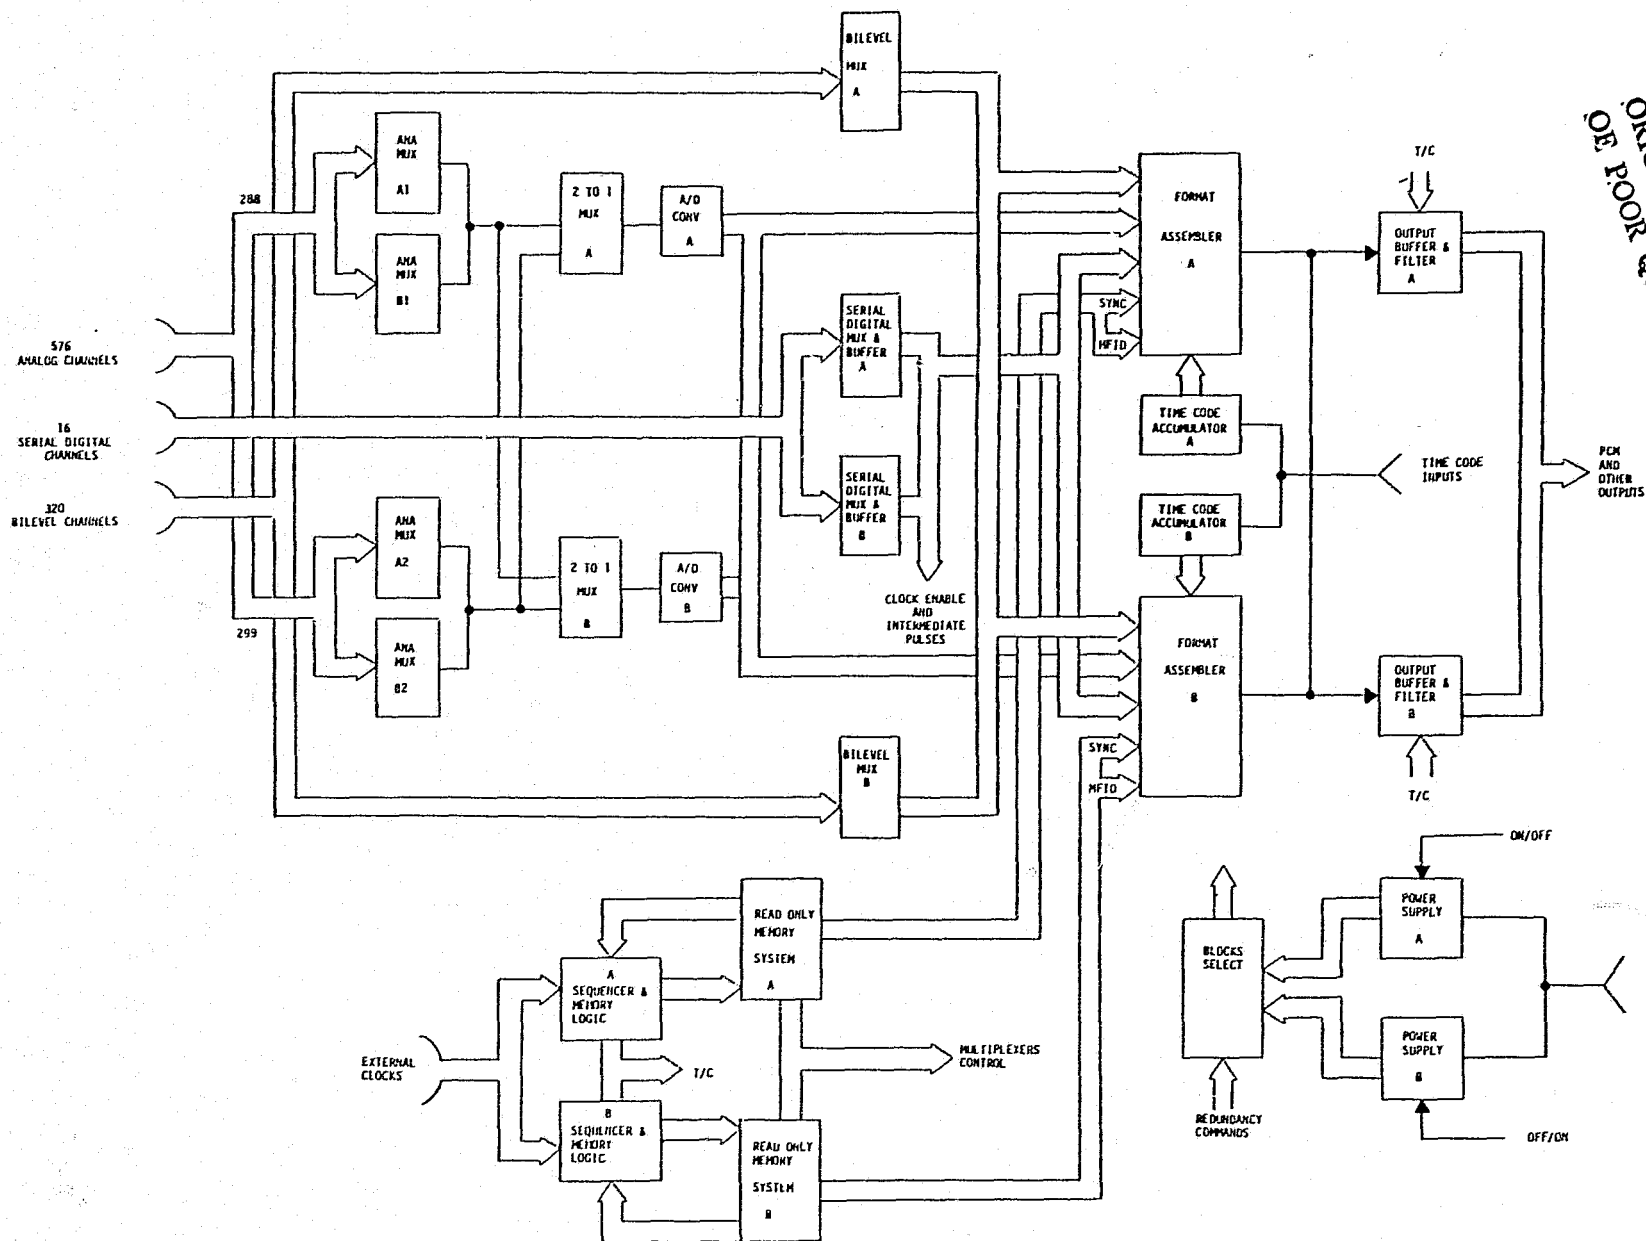 BILEVEL
MUX
A
ANA
MUX
A1
288
2 TO 1
MUX
A
A/D
CONV
A
ANA
MUX
B1
FORMAT
ASSEMBLER
A
T/C
OUTPUT
BUFFER &
FILTER
A
OF POOR
576
ANALOG CHANNELS
SERIAL
DIGITAL
MUX &
BUFFER
A
SYNC
MFID
16
SERIAL DIGITAL
CHANNELS
TIME CODE
ACCUMULATOR
A
320
BILEVEL CHANNELS
SERIAL
DIGITAL
MUX &
BUFFER
B
TIME CODE
INPUTS
PCM
AND
OTHER
OUTPUTS
TIME CODE
ACCUMULATOR
B
ANA
MUX
A2
2 TO 1
MUX
B
A/D
CONV
B
CLOCK ENABLE
AND
INTERMEDIATE
PULSES
299
ANA
MUX
B2
FORMAT
ASSEMBLER
B
OUTPUT
BUFFER &
FILTER
B
BILEVEL
MUX
B
SYNC
MFID
T/C
ON/OFF
READ ONLY
MEMORY
SYSTEM
A
POWER
SUPPLY
A
BLOCKS
SELECT
A
SEQUENCER &
MEMORY
LOGIC
EXTERNAL
CLOCKS
T/C
MULTIPLEXERS
CONTROL
POWER
SUPPLY
B
B
SEQUENCER &
MEMORY
LOGIC
READ ONLY
MEMORY
SYSTEM
B
REDUNDANCY
COMMANDS
OFF/ON